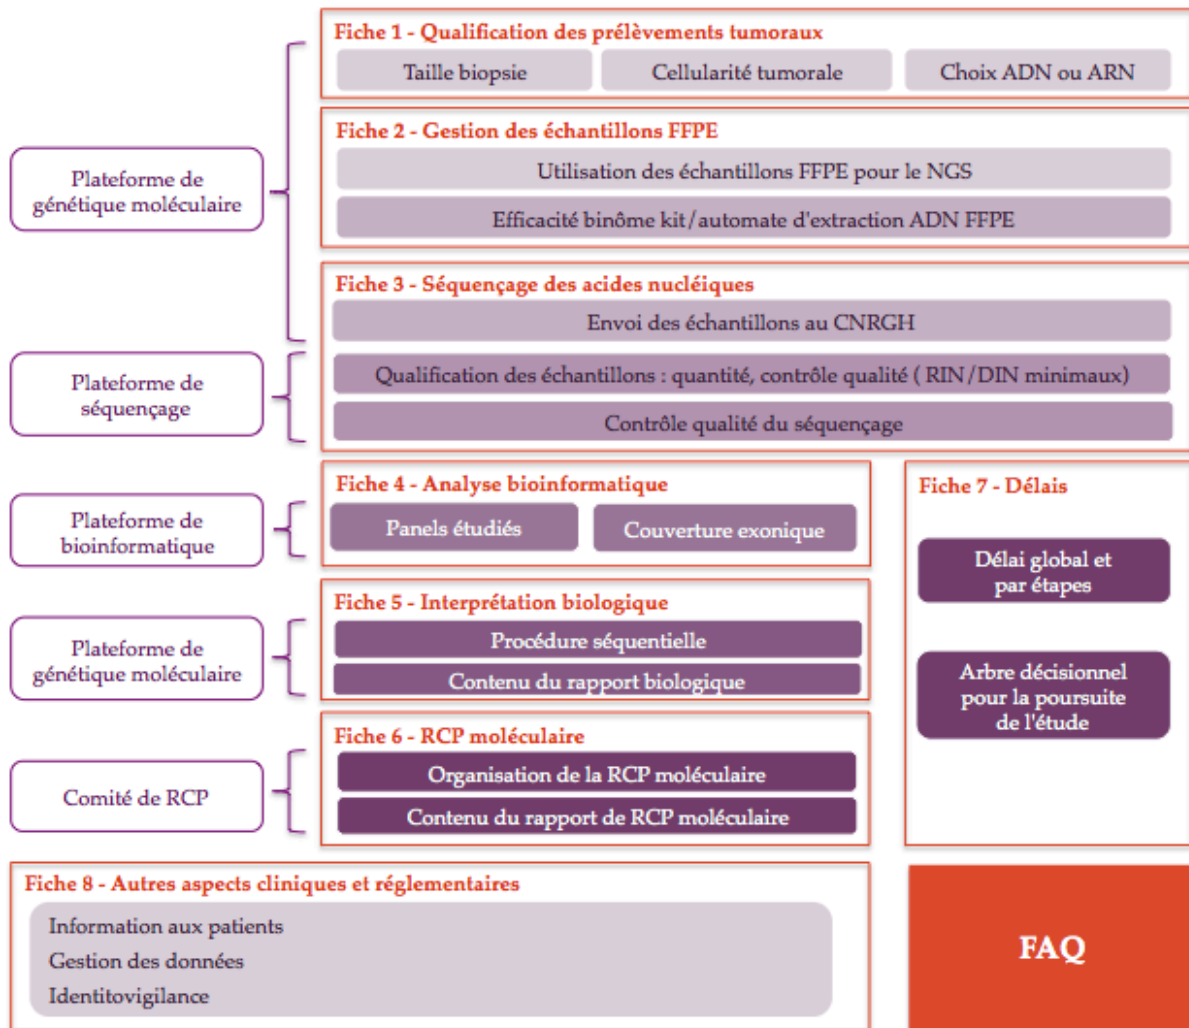 Fiche 1 - Qualification des prélèvements tumoraux
Taille biopsie
Cellularité tumorale
Choix ADN ou ARN
Plateforme de
génétique moléculaire
Fiche 2 - Gestion des échantillons FFPE
Utilisation des échantillons FFPE pour le NGS
Efficacité binôme kit/automate d'extraction ADN FFPE
Fiche 3 - Séquençage des acides nucléiques
Envoi des échantillons au CNRGH
Plateforme de
séquençage
Qualification des échantillons : quantité, contrôle qualité ( RIN/DIN minimaux)
Contrôle qualité du séquençage
Plateforme de
bioinformatique
Fiche 4 - Analyse bioinformatique
Panels étudiés
Couverture exonique
Plateforme de
génétique moléculaire
Fiche 5 - Interprétation biologique
Procédure séquentielle
Contenu du rapport biologique
Comité de RCP
Fiche 6 - RCP moléculaire
Organisation de la RCP moléculaire
Contenu du rapport de RCP moléculaire
Fiche 7 - Délais
Délai global et
par étapes
Arbre décisionnel
pour la poursuite
de l'étude
Fiche 8 - Autres aspects cliniques et réglementaires
Information aux patients
Gestion des données
Identitovigilance
FAQ